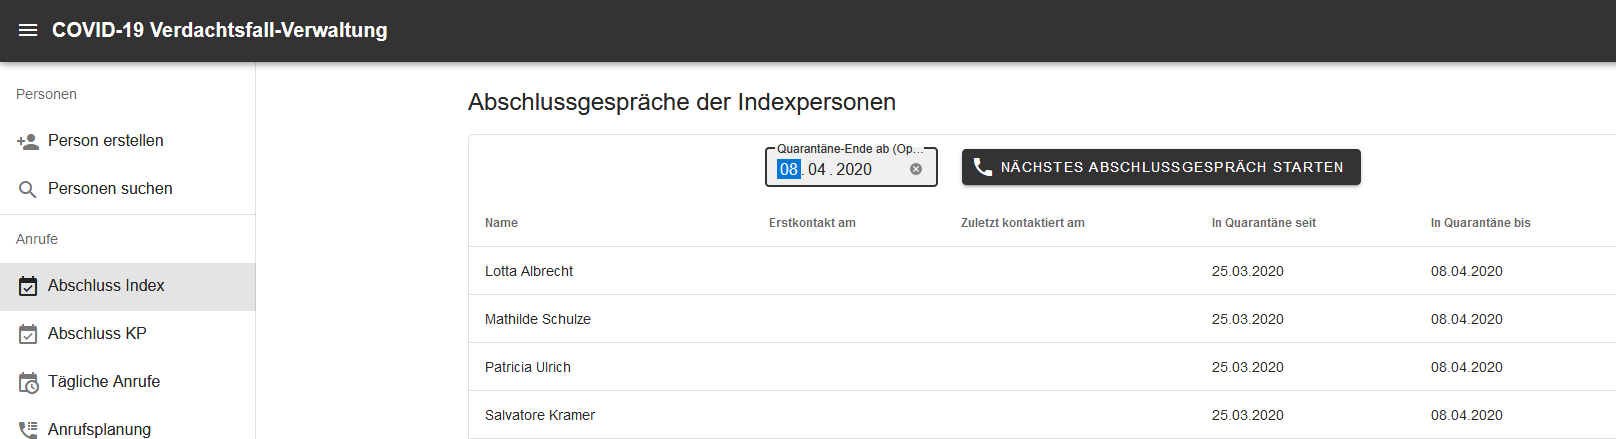 COVID-19 Verdachtsfall-Verwaltung
Personen
Person erstellen
Personen suchen
Anrufe
Abschluss Index
Abschluss KP
Tägliche Anrufe
Anrufsplanung
Abschlussgespräche der Indexpersonen
Quarantäne-Ende ab (Op...
08.04.2020
NÄCHSTES ABSCHLUSSGESPRÄCH STARTEN
Name Erstkontakt am Zuletzt kontaktiert am In Quarantäne seit In Quarantäne bis
Lotta Albrecht 25.03.2020 08.04.2020
Mathilde Schulze 25.03.2020 08.04.2020
Patricia Ulrich 25.03.2020 08.04.2020
Salvatore Kramer 25.03.2020 08.04.2020